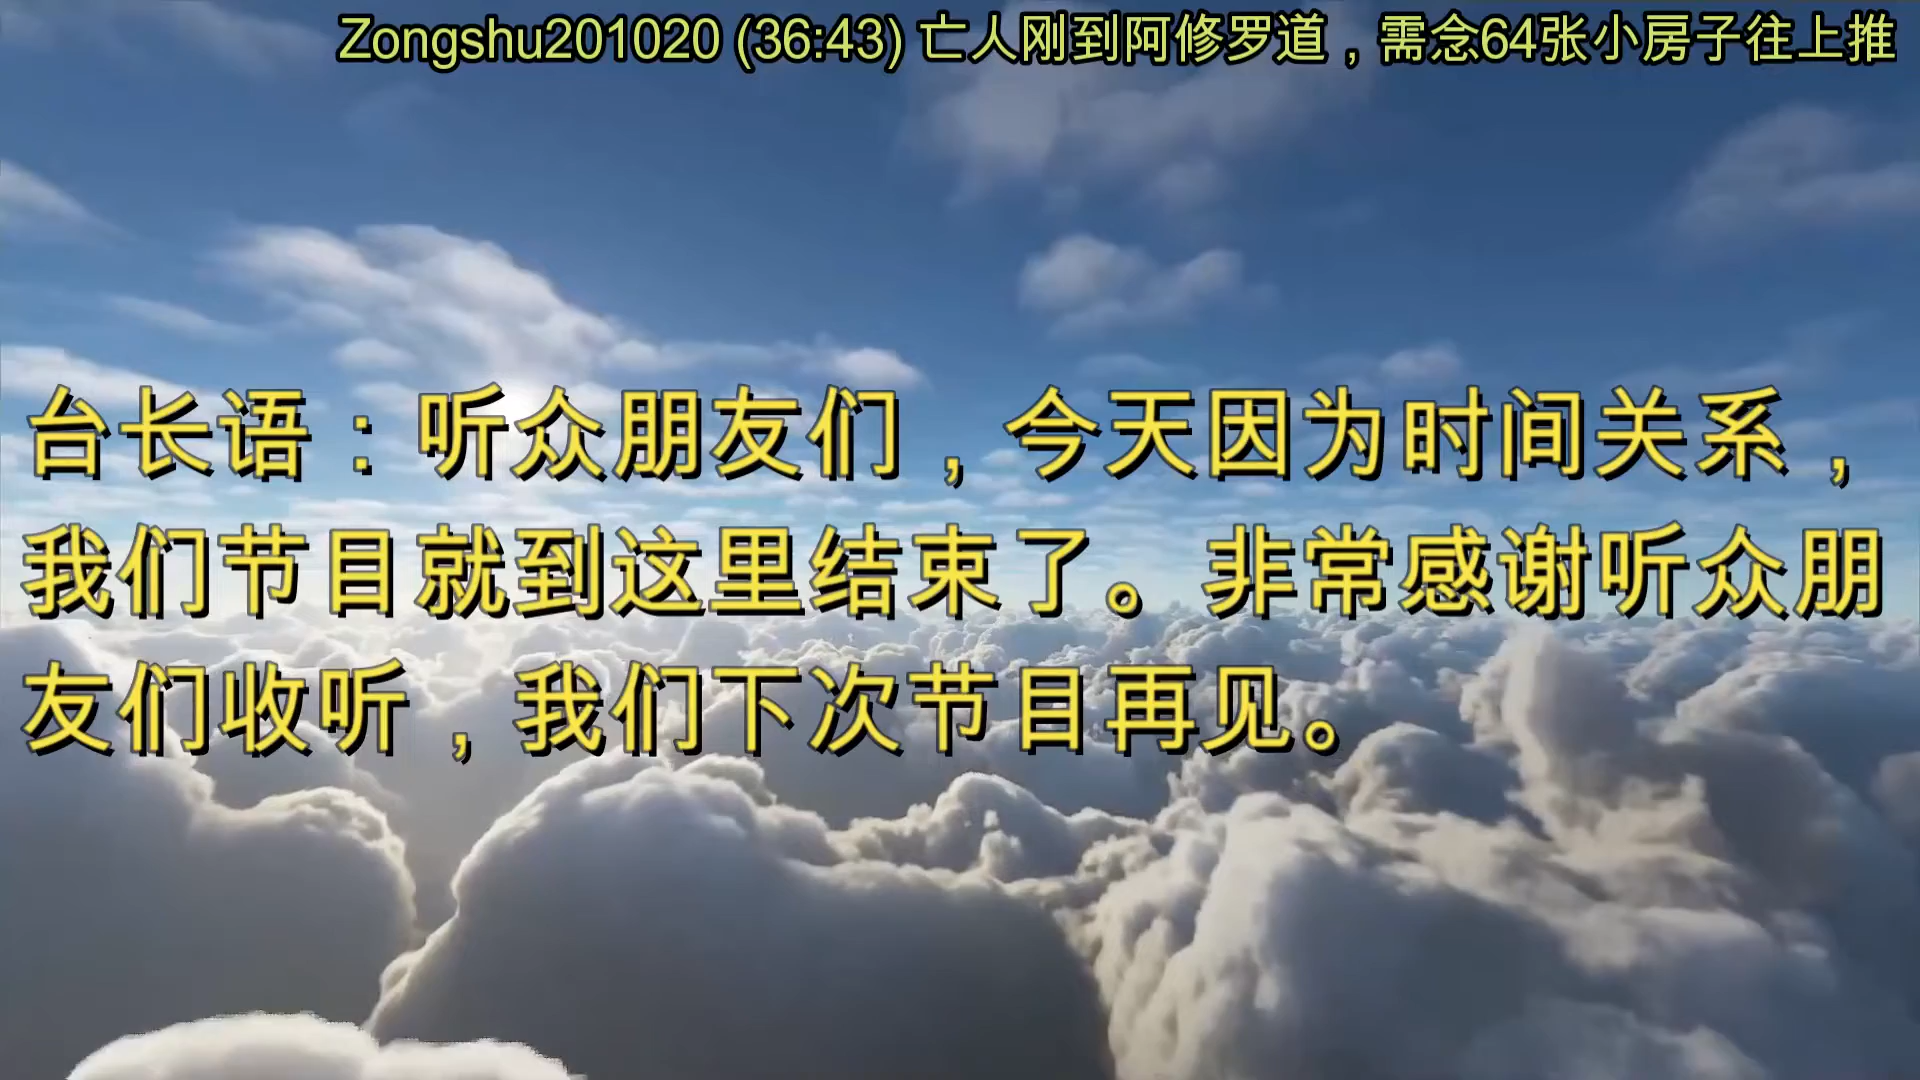 Zongshu201020 (36:43) 亡人刚到阿修罗道，需念64张小房子往上推
台长语：听众朋友们，今天因为时间关系，
我们节目就到这里结束了。非常感谢听众朋
友们收听，我们下次节目再见。